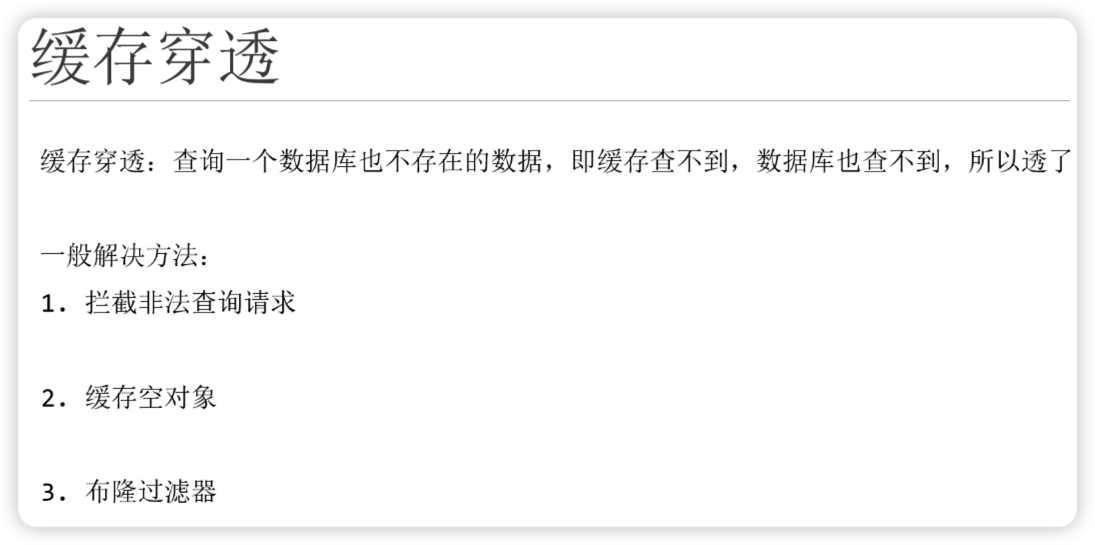 缓存穿透
缓存穿透：查询一个数据库也不存在的数据，即缓存查不到，数据库也查不到，所以透了
一般解决方法：
1. 拦截非法查询请求
2. 缓存空对象
3. 布隆过滤器